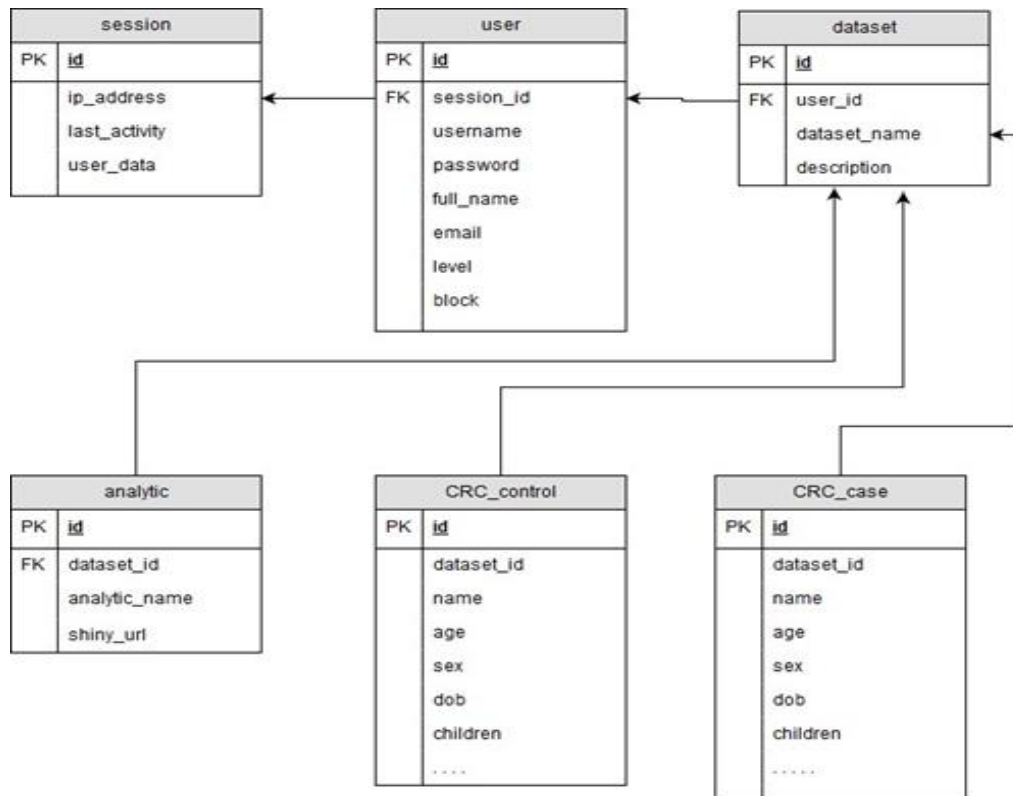 session
PK id
ip_address
last_activity
user_data
user
PK id
FK session_id
username
password
full_name
email
level
block
dataset
PK id
FK user_id
dataset_name
description
analytic
PK id
FK dataset_id
analytic_name
shiny_url
CRC_control
PK id
dataset_id
name
age
sex
dob
children
. . . .
CRC_case
PK id
dataset_id
name
age
sex
dob
children
. . . . .